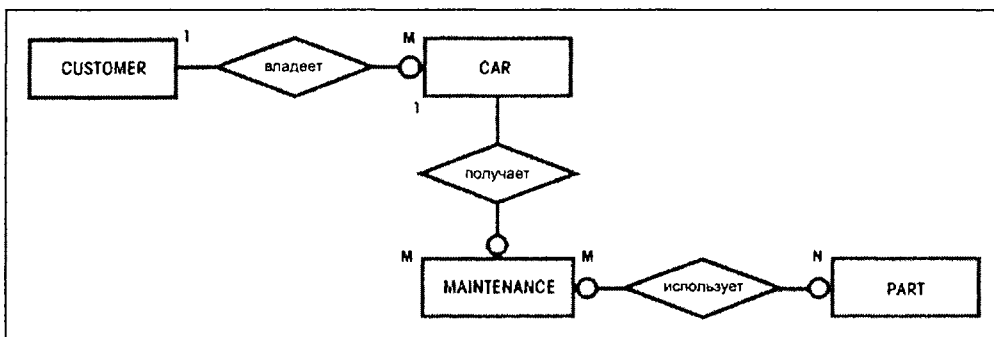 1 M
CUSTOMER владеет CAR
1
получает
M M N
MAINTENANCE использует PART